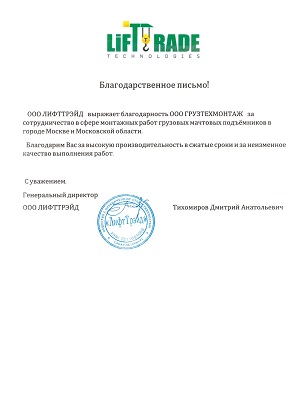 LiFTTRADE
TECHNOLOGIES
Благодарственное письмо!
ООО ЛИФТТРЭЙД выражает благодарность ООО ГРУЗТЕХМОНТАЖ за
сотрудничество в сфере монтажных работ грузовых мачтовых подъёмников в
городе Москве и Московской области.
Благодарим Вас за высокую производительность в сжатые сроки и за неизменное
качество выполнения работ.
С уважением.
Генеральный директор
ООО ЛИФТТРЭЙД Тихомиров Дмитрий Анатольевич
«ЛифтТрэйд»